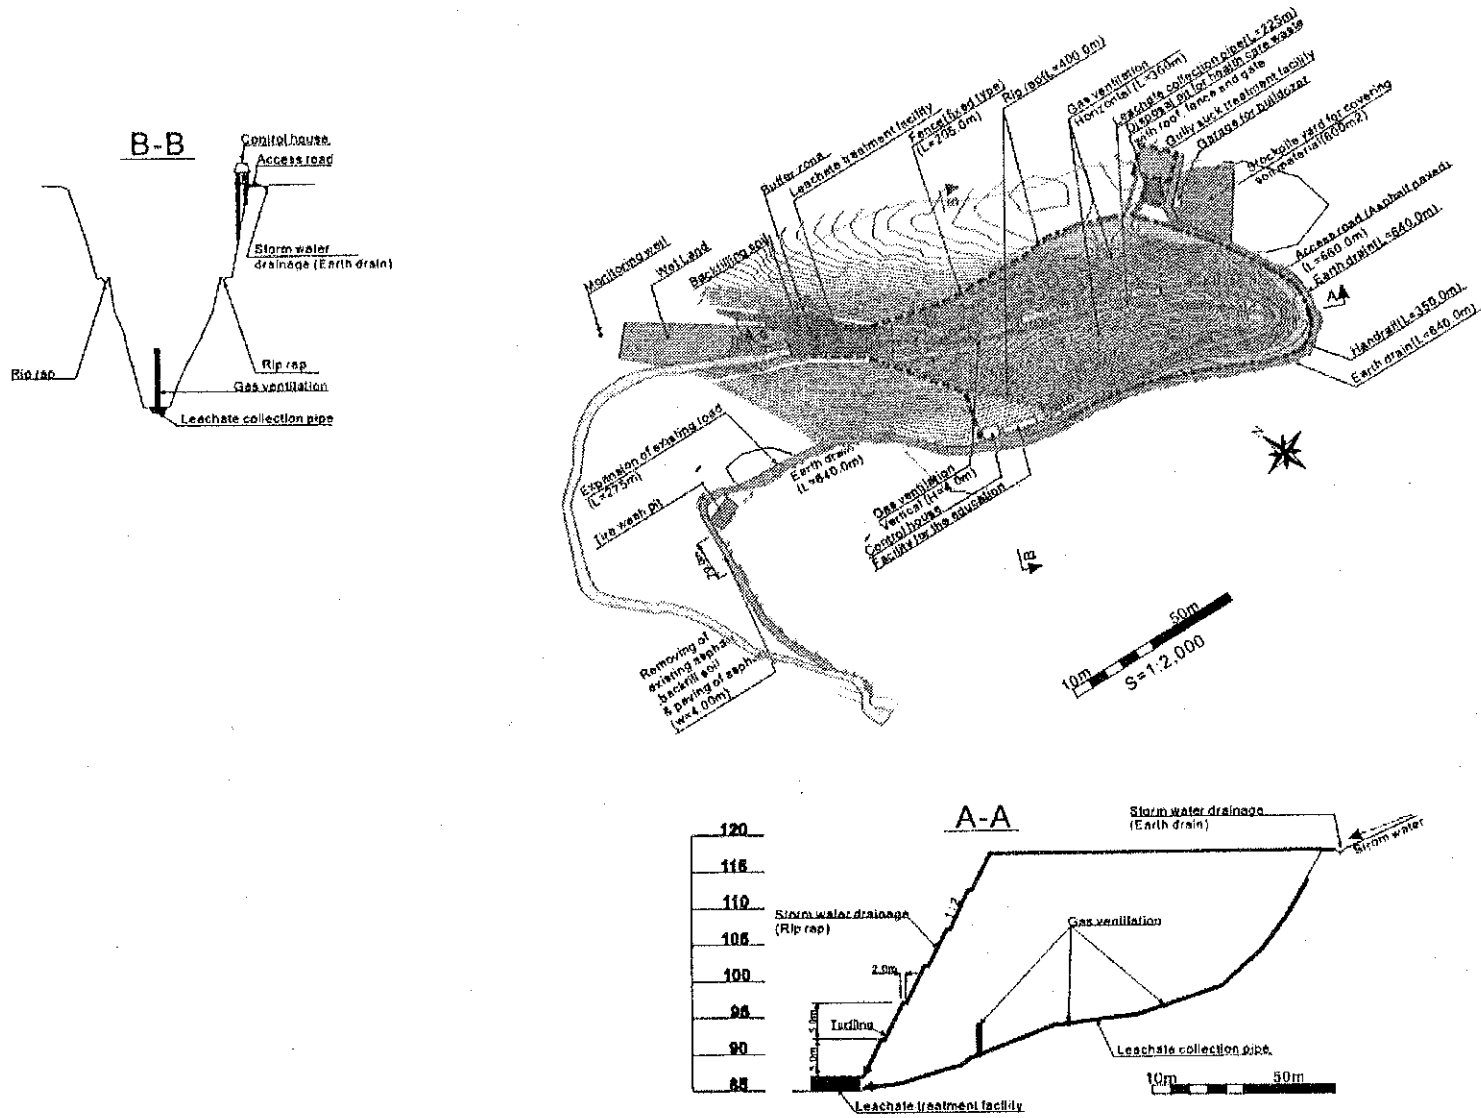 B-B
Control house
Access road
Storm water
drainage (Earth drain)
Rip rap
Rip rap
Gas ventilation
Leachate collection pipe
Monitoring well
Wet Land
Backfilling soil
Buffer zone
Leachate treatment facility
Fence(fixed type)
(L=205.0m)
Rip rap(L=400.0m)
Gas ventilation
Horizontal (L=360m)
Leachate collection pipe(L=225m)
Disposal pit for health care waste
with roof, fence and gate
Gully suck treatment facility
Garage for bulldozer
Stockpile yard for covering
soil material(600m2)
Access road (Asphalt paved)
(L=660.0m)
Earth drain(L=640.0m)
A
Handrail(L=350.0m)
Earth drain(L=640.0m)
Expansion of existing road
(L=275m)
Tire wash pit
Earth drain
(L=640.0m)
Gas ventilation
Vertical (H=4.0m)
Control house
Facility for the education
B
B
N
Removing of
existing asphalt
backfill soil
& paving of asphalt
(w=4.00m)
10m
50m
S=1:2,000
A-A
120
115
110
105
100
95
90
85
Storm water drainage
(Earth drain)
Strom water
Storm water drainage
(Rip rap)
1:2
Gas ventilation
2.0m
5.0m
Turfing
5.0m
Leachate collection pipe
Leachate treatment facility
10m
50m